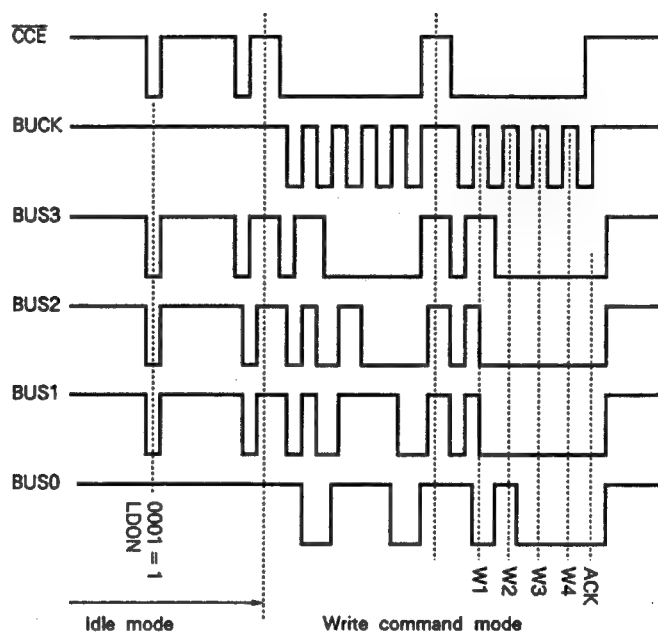 CCE
BUCK
BUS3
BUS2
BUS1
BUS0
0001 = 1
LDON
W1
W2
W3
W4
ACK
Idle mode
Write command mode